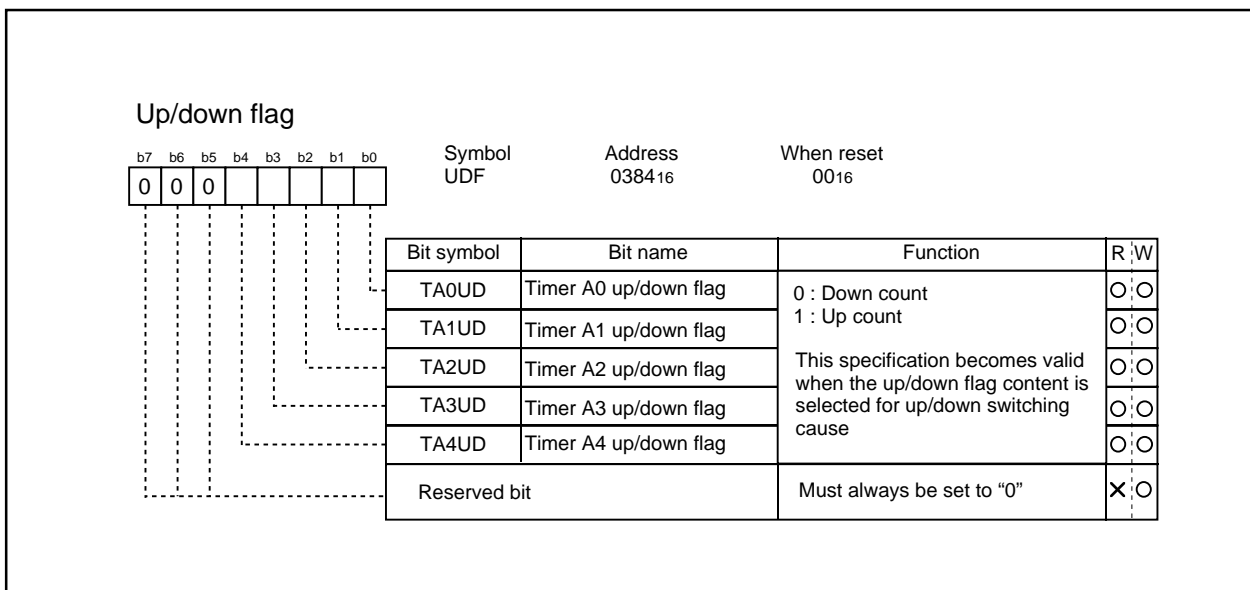 Up/down flag
b7 b6 b5 b4 b3 b2 b1 b0
0 0 0
Symbol Address When reset
UDF 038416 0016
Bit symbol Bit name Function R W
TA0UD Timer A0 up/down flag
TA1UD Timer A1 up/down flag
TA2UD Timer A2 up/down flag
TA3UD Timer A3 up/down flag
TA4UD Timer A4 up/down flag
0 : Down count
1 : Up count
This specification becomes valid
when the up/down flag content is
selected for up/down switching
cause
Reserved bit Must always be set to “0”